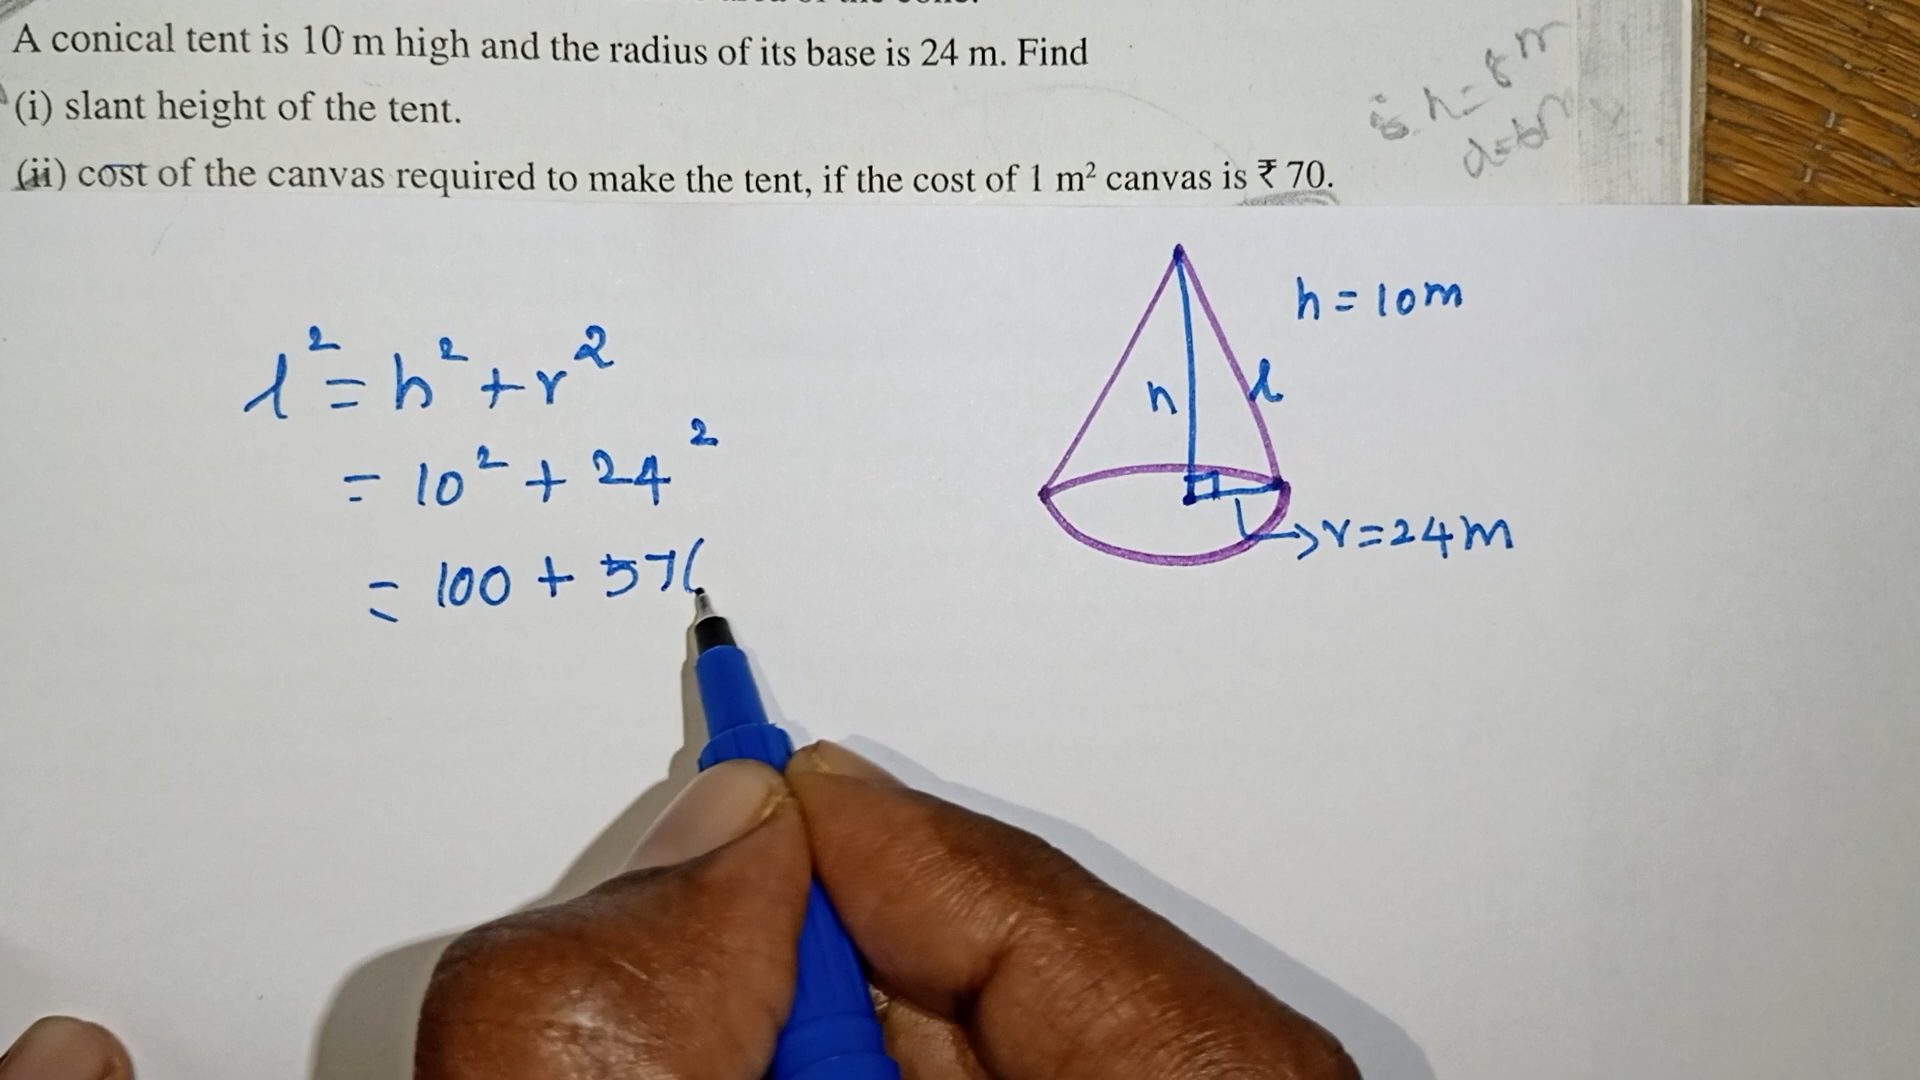 A conical tent is 10 m high and the radius of its base is 24 m. Find
(i) slant height of the tent.
(ii) cost of the canvas required to make the tent, if the cost of 1 m² canvas is ₹ 70.
h = 8m
h = 10m
l² = h² + r²
h
l
= 10² + 24²
r = 24m
= 100 + 57